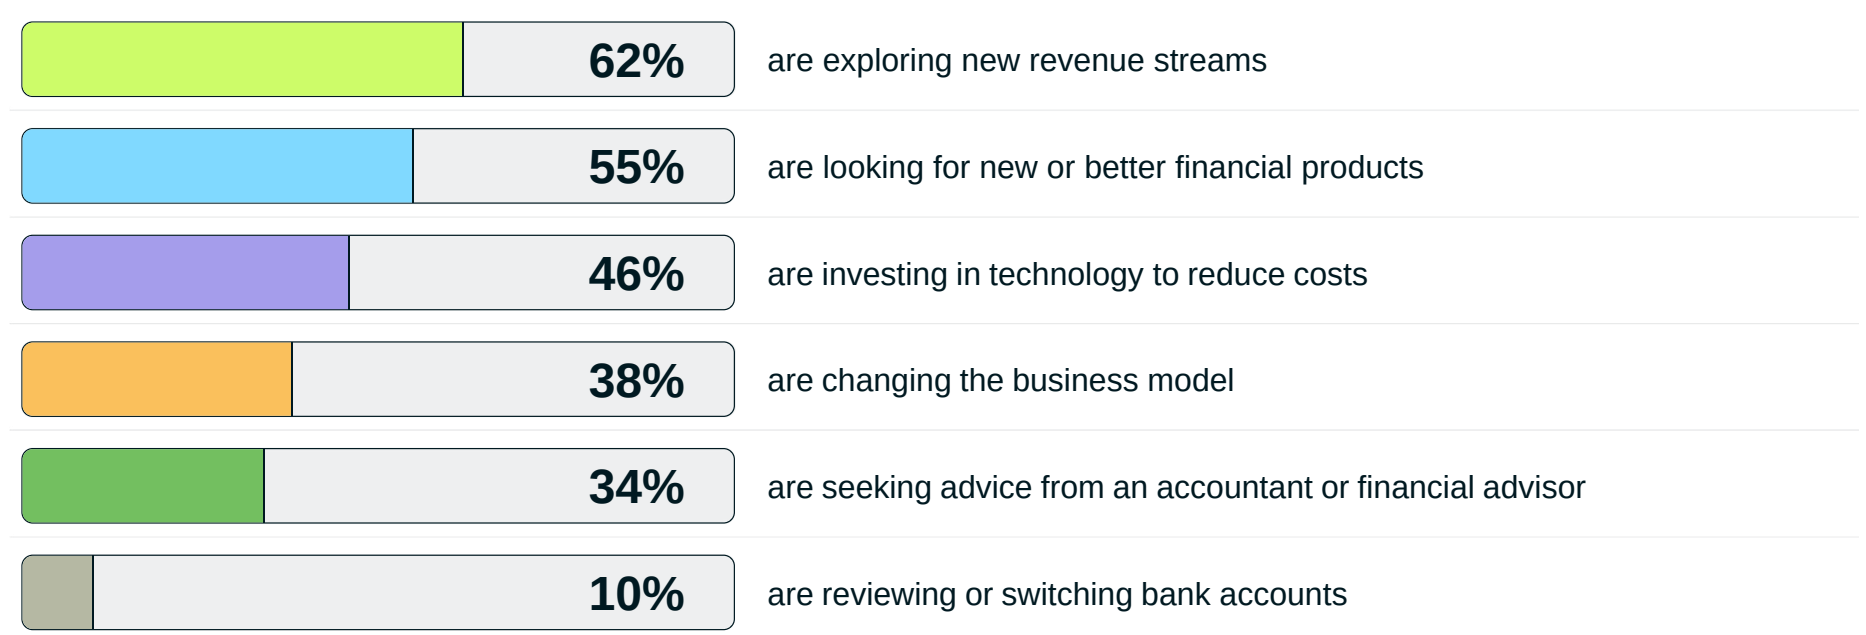 62% are exploring new revenue streams
55% are looking for new or better financial products
46% are investing in technology to reduce costs
38% are changing the business model
34% are seeking advice from an accountant or financial advisor
10% are reviewing or switching bank accounts